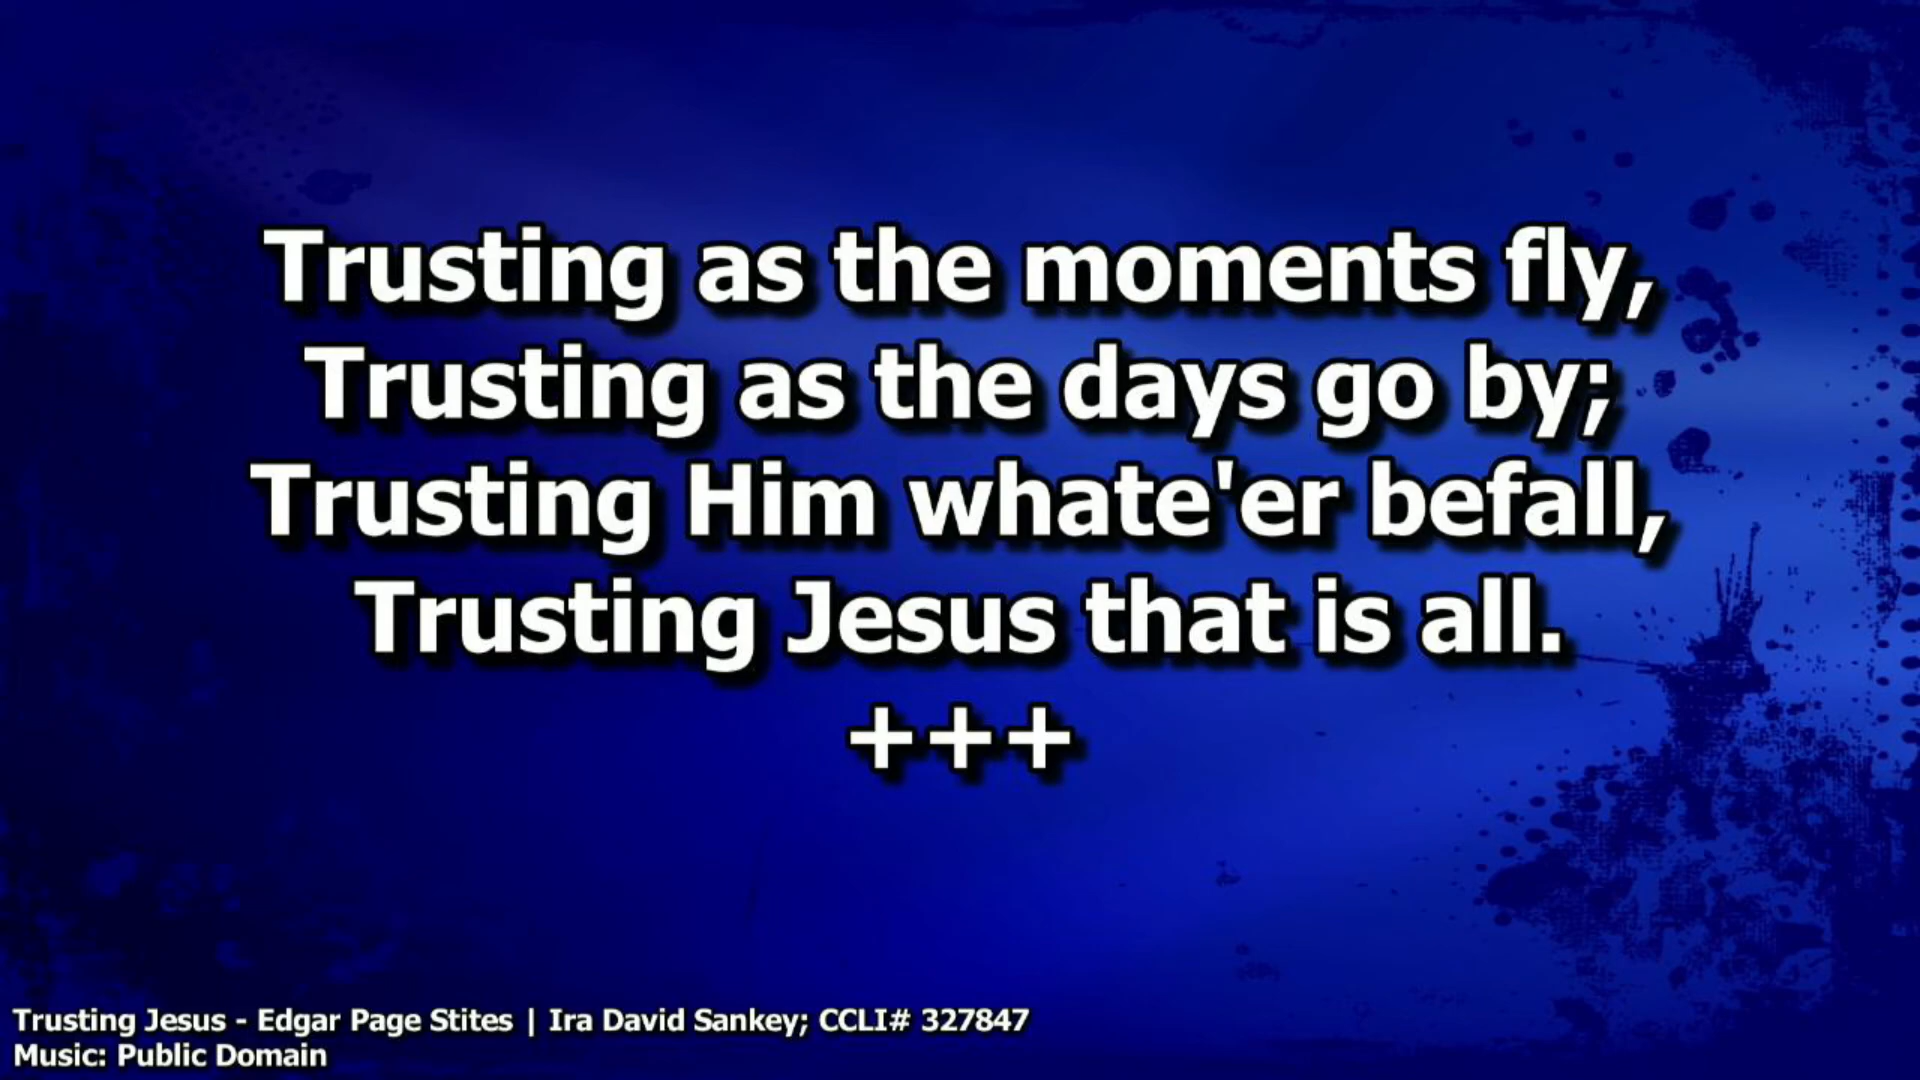 Trusting as the moments fly,
Trusting as the days go by;
Trusting Him whate'er befall,
Trusting Jesus that is all.
+++
Trusting Jesus - Edgar Page Stites | Ira David Sankey; CCLI# 327847
Music: Public Domain